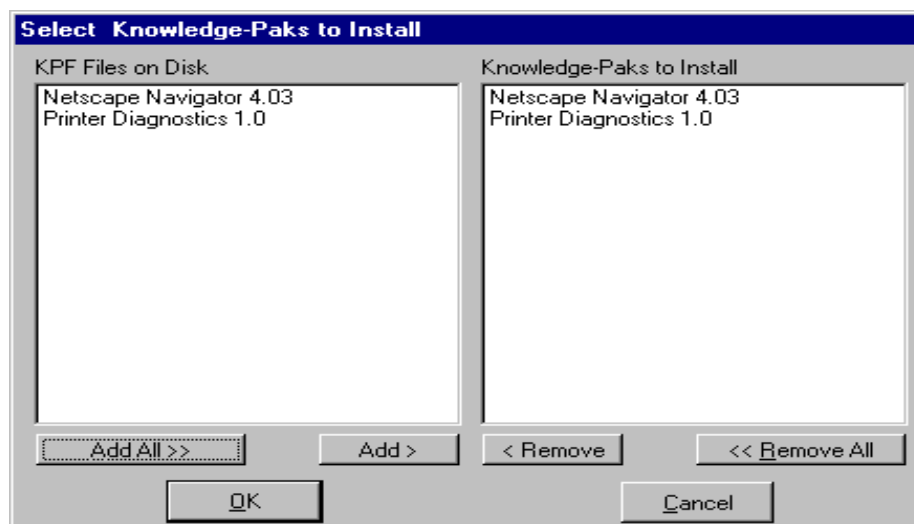 Select Knowledge-Paks to Install
KPF Files on Disk
Netscape Navigator 4.03
Printer Diagnostics 1.0
Knowledge-Paks to Install
Netscape Navigator 4.03
Printer Diagnostics 1.0
Add All >>
Add >
< Remove
<< Remove All
OK
Cancel